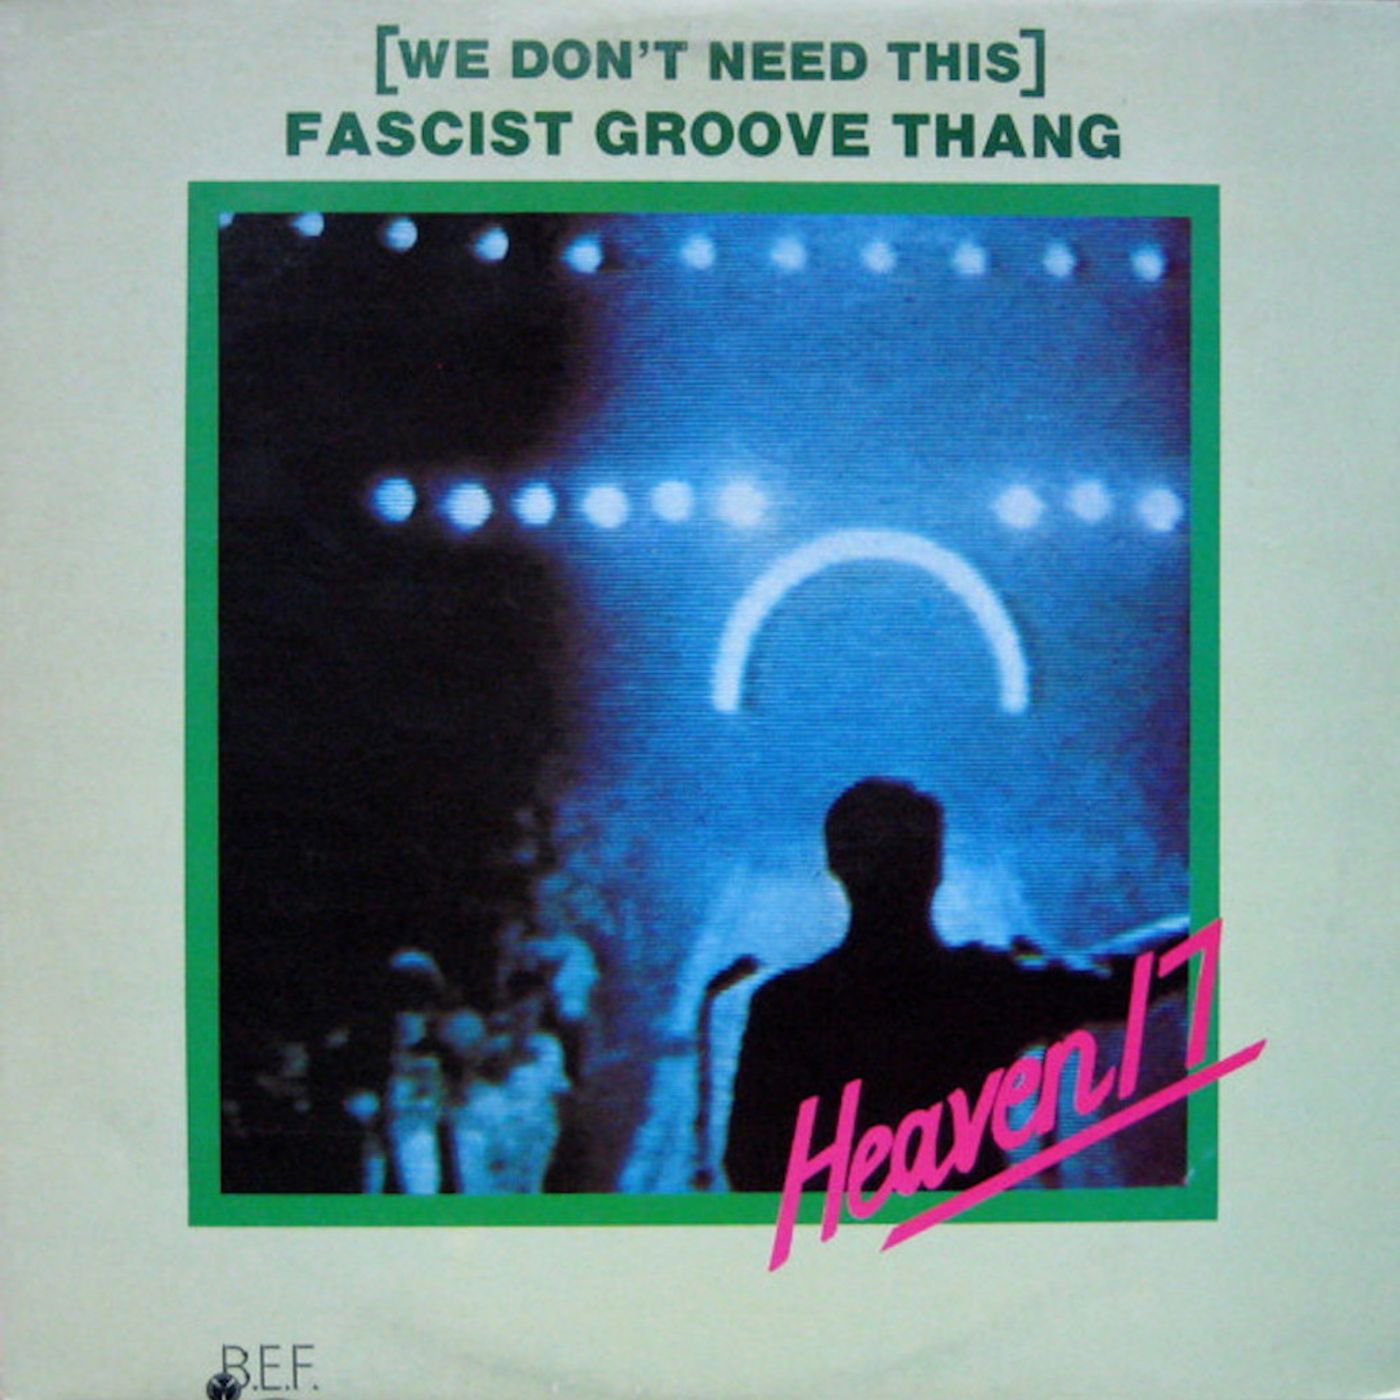 [WE DON'T NEED THIS]
FASCIST GROOVE THANG
Heaven 17
B.E.F.